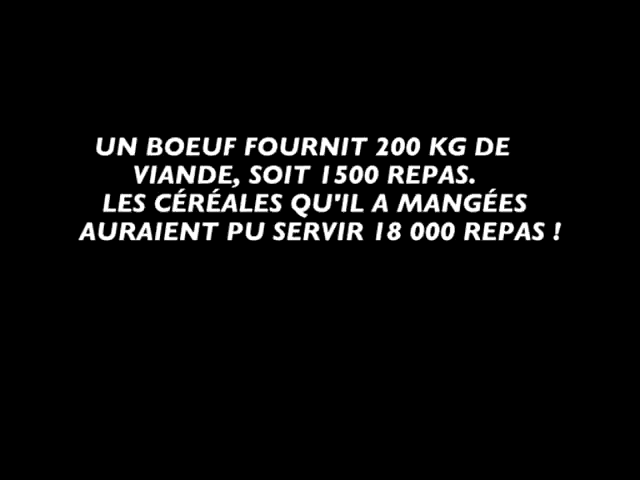 UN BOEUF FOURNIT 200 KG DE
VIANDE, SOIT 1500 REPAS.
LES CÉRÉALES QU'IL A MANGÉES
AURAIENT PU SERVIR 18 000 REPAS !